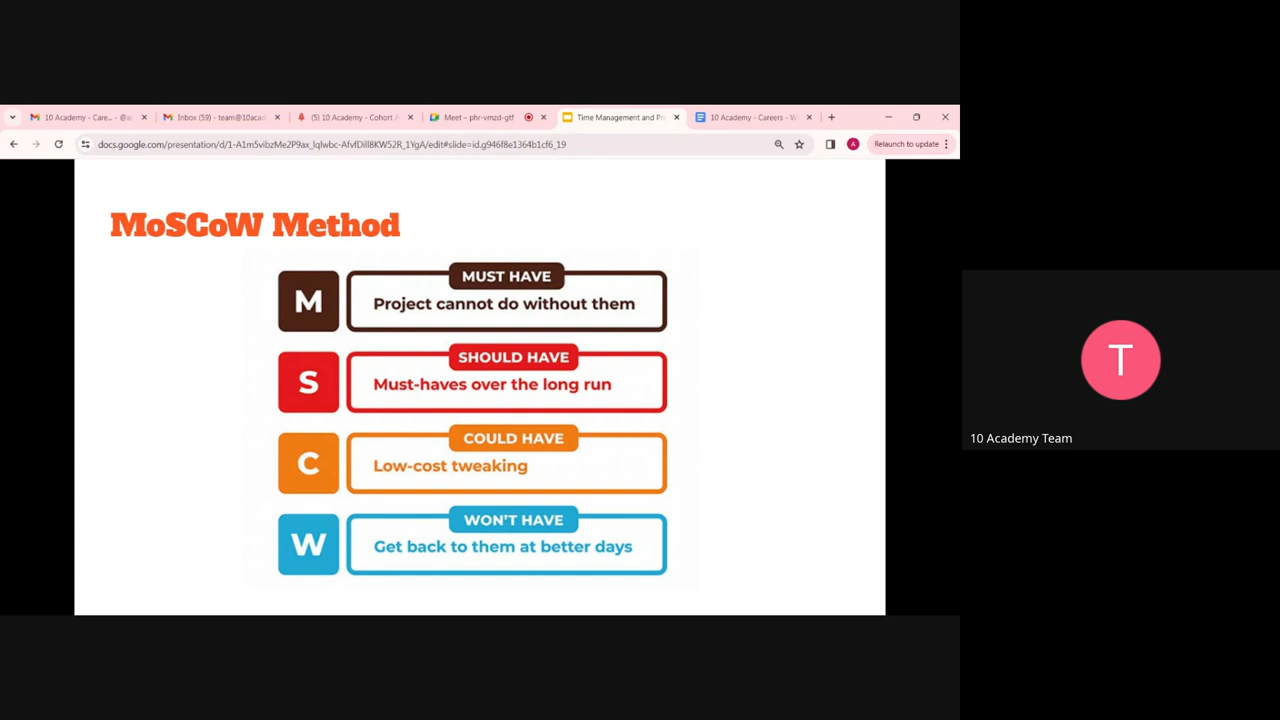 10 Academy - Care... - @a
Inbox (59) - team@10acad
(5) 10 Academy - Cohort A
Meet – phr-vmzd-gtf
Time Management and Pri
10 Academy - Careers - W
docs.google.com/presentation/d/1-A1m5vibzMe2P9ax_lqlwbc-AfvfDill8KW52R_1YgA/edit#slide=id.g946f8e1364b1cf6_19
A
Relaunch to update
MoSCoW Method
MUST HAVE
M
Project cannot do without them
SHOULD HAVE
S
Must-haves over the long run
COULD HAVE
C
Low-cost tweaking
WON'T HAVE
W
Get back to them at better days
T
10 Academy Team